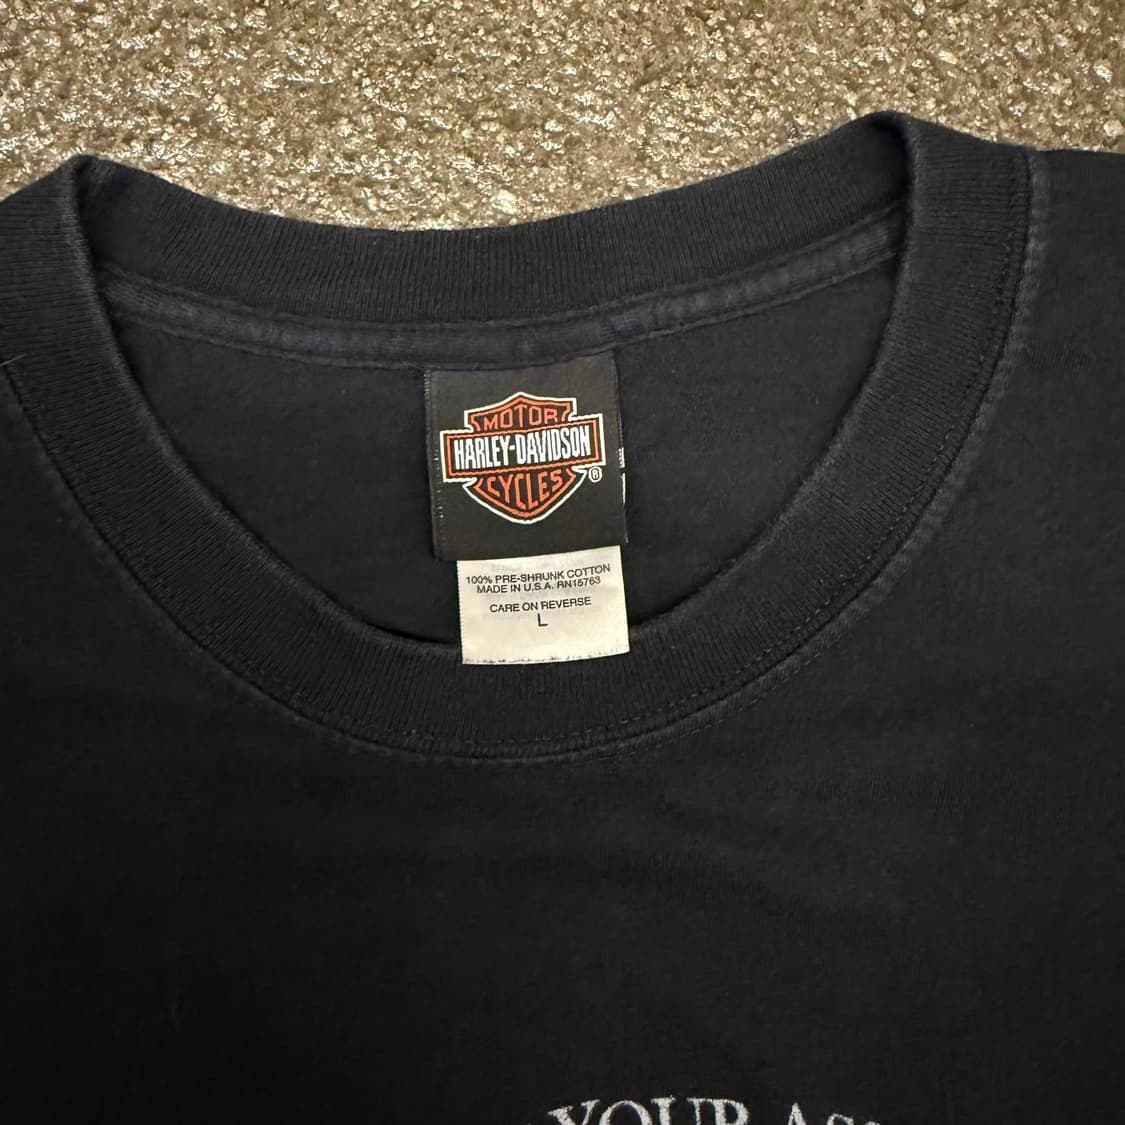 MOTOR
HARLEY-DAVIDSON
®
CYCLES
100% PRE-SHRUNK COTTON
MADE IN U.S.A. RN15763
CARE ON REVERSE
L
YOUR